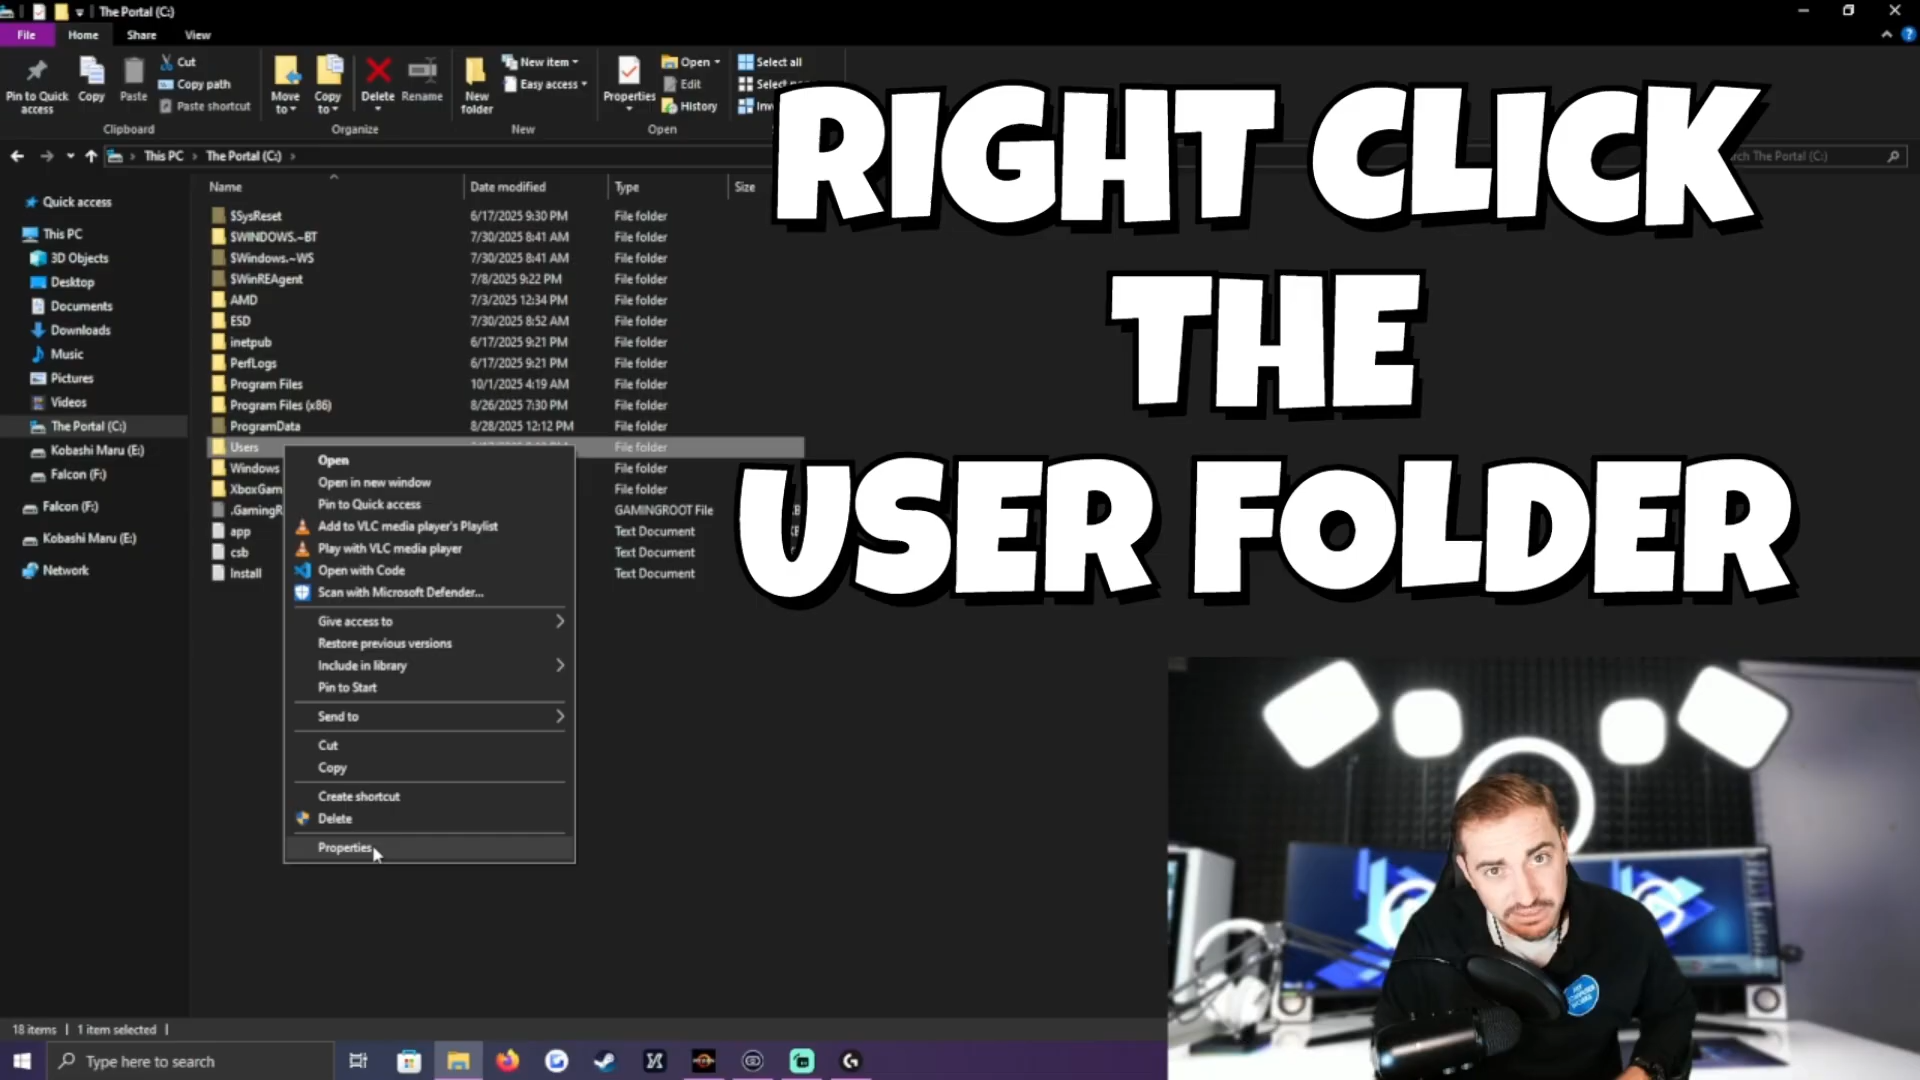 The Portal (C:)
File Home Share View
Pin to Quick access
Copy
Paste
Cut
Copy path
Paste shortcut
Clipboard
Move to
Copy to
Delete
Rename
Organize
New folder
New item
Easy access
New
Properties
Open
Edit
History
Open
Select all
Select
This PC > The Portal (C:) >
The Portal (C:)
RIGHT CLICK
THE
USER FOLDER
Quick access
This PC
3D Objects
Desktop
Documents
Downloads
Music
Pictures
Videos
The Portal (C:)
Kobashi Maru (E:)
Falcon (F:)
Falcon (F:)
Kobashi Maru (E:)
Network
Name Date modified Type Size
$SysReset 6/17/2025 9:30 PM File folder
$WINDOWS.~BT 7/30/2025 8:41 AM File folder
$Windows.~WS 7/30/2025 8:41 AM File folder
$WinREAgent 7/8/2025 9:22 PM File folder
AMD 7/3/2025 12:34 PM File folder
ESD 7/30/2025 8:52 AM File folder
inetpub 6/17/2025 9:21 PM File folder
PerfLogs 6/17/2025 9:21 PM File folder
Program Files 10/1/2025 4:19 AM File folder
Program Files (x86) 8/26/2025 7:30 PM File folder
ProgramData 8/28/2025 12:12 PM File folder
Users File folder
Windows File folder
XboxGam File folder
.GamingR GAMINGROOT File
app Text Document
csb Text Document
Install Text Document
Open
Open in new window
Pin to Quick access
Add to VLC media player's Playlist
Play with VLC media player
Open with Code
Scan with Microsoft Defender...
Give access to
Restore previous versions
Include in library
Pin to Start
Send to
Cut
Copy
Create shortcut
Delete
Properties
18 items | 1 item selected |
Type here to search
MY COMPUTER WORKS